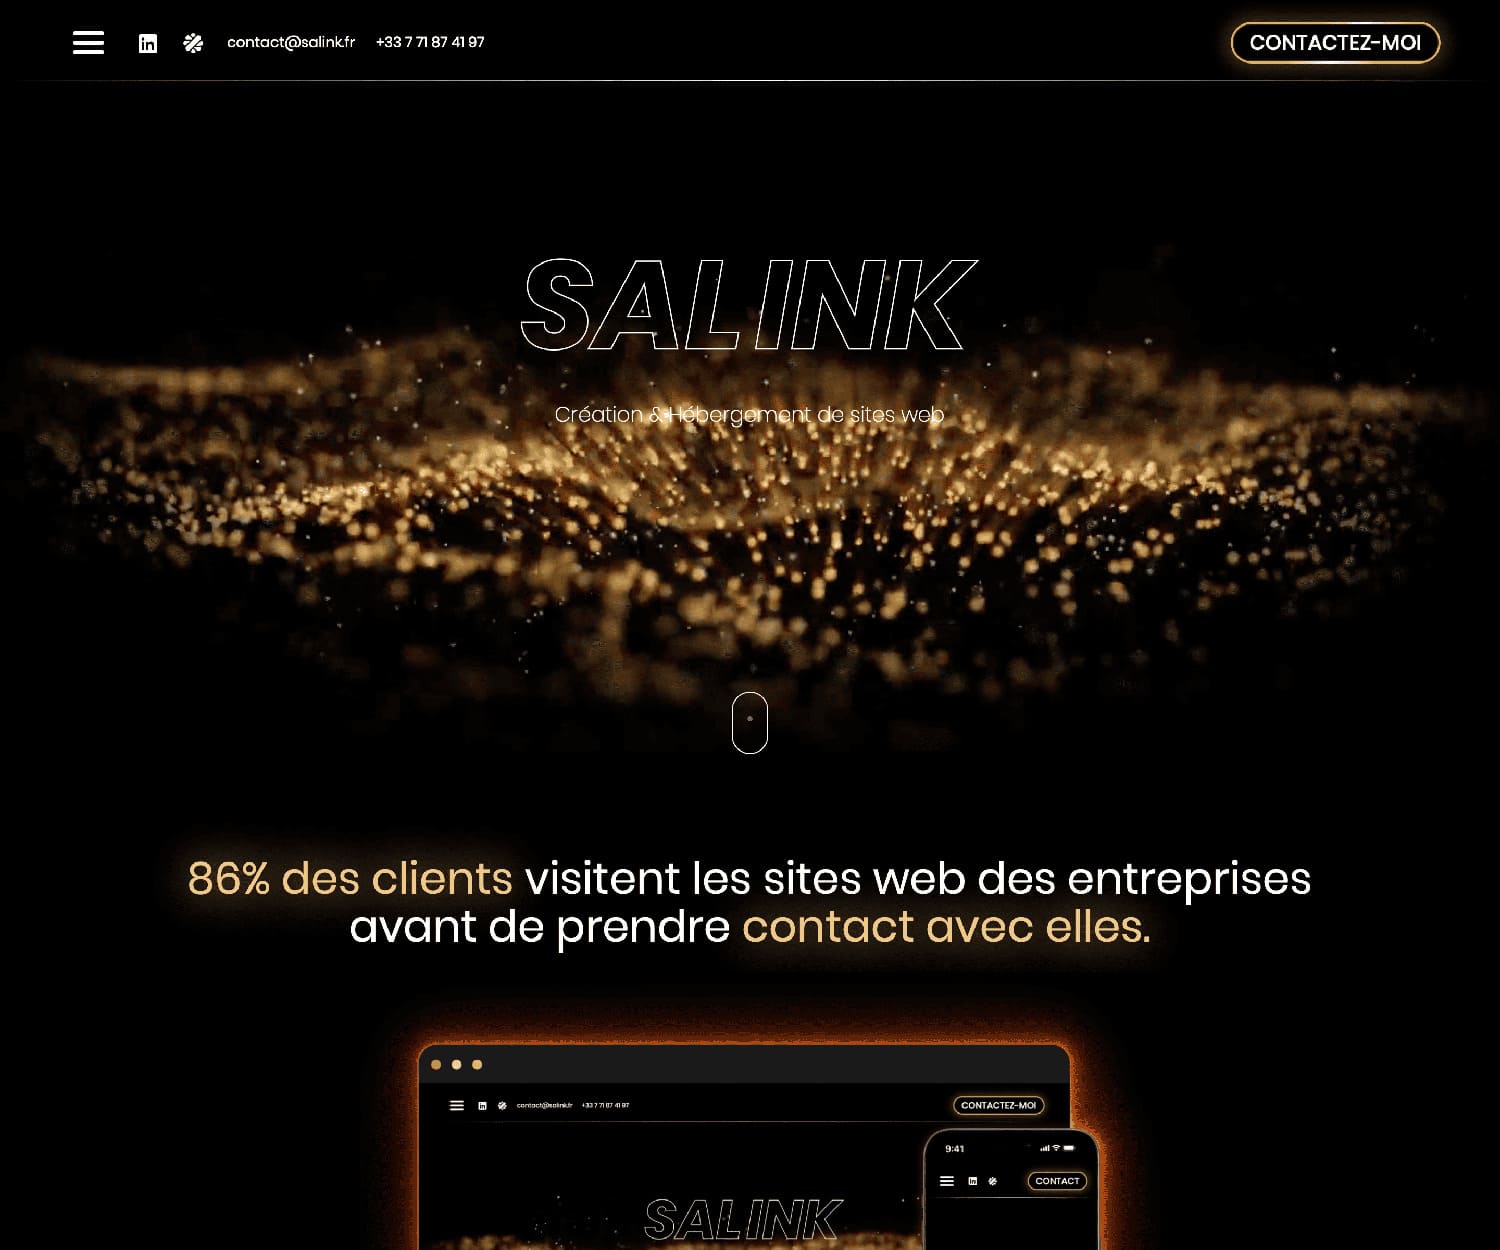 contact@salink.fr +33 7 71 87 41 97 CONTACTEZ-MOI
SALINK
Création & Hébergement de sites web
86% des clients visitent les sites web des entreprises
avant de prendre contact avec elles.
contact@salink.fr +33 7 71 87 41 97 CONTACTEZ-MOI
9:41
CONTACT
SALINK